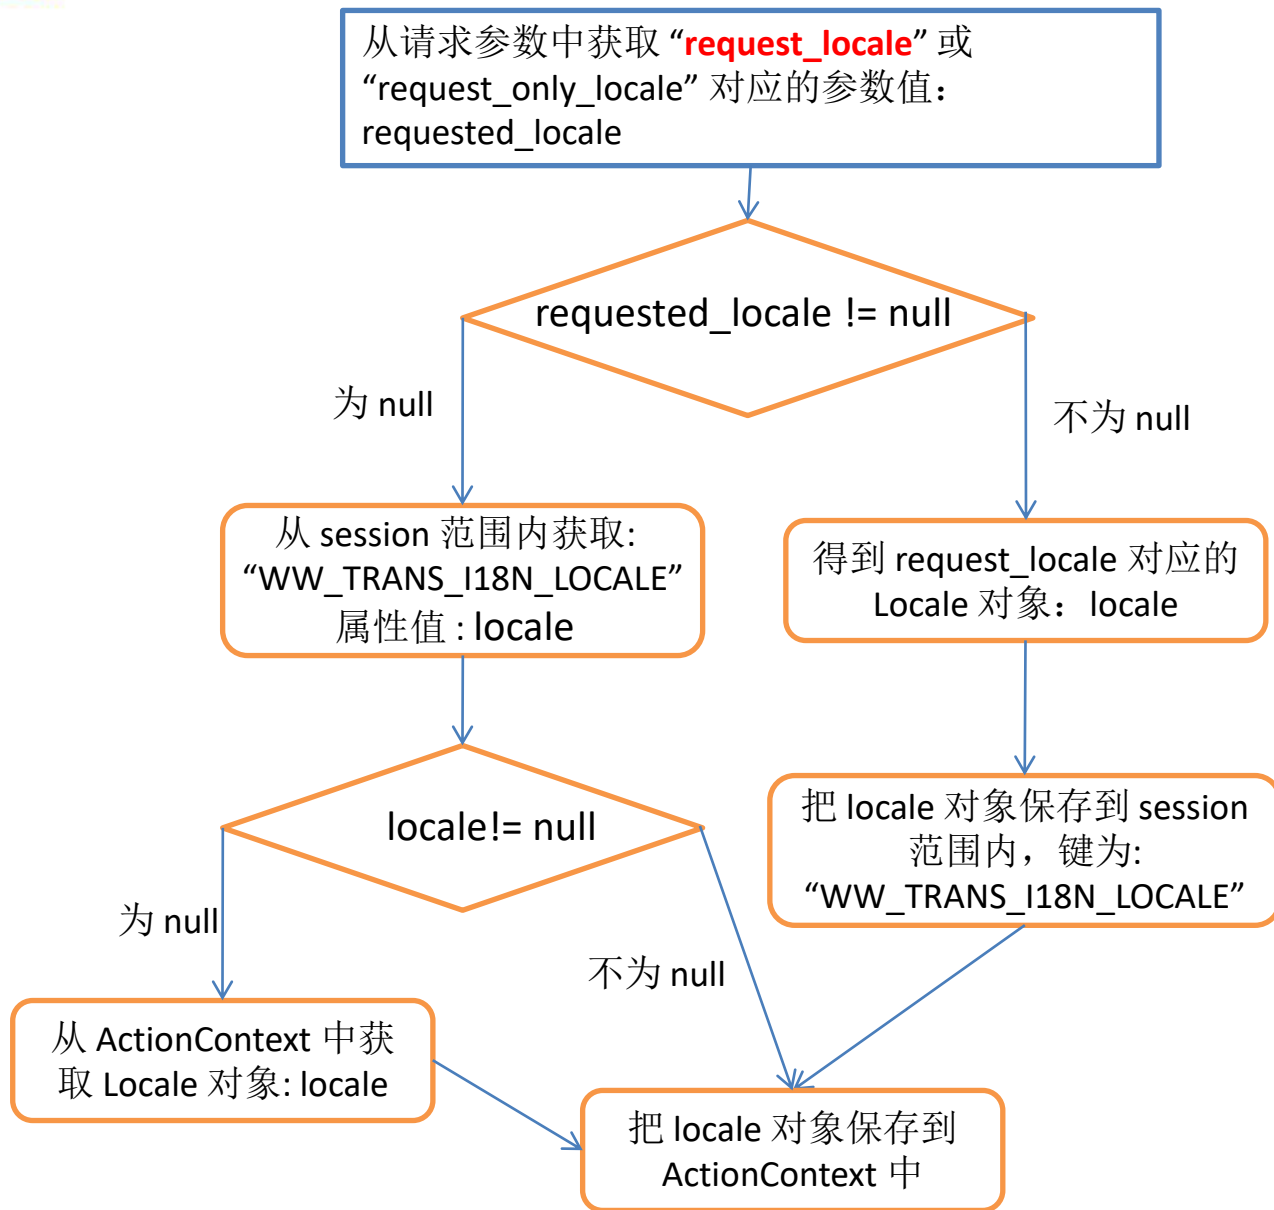 从请求参数中获取 “request_locale” 或
“request_only_locale” 对应的参数值：
requested_locale
requested_locale != null
为 null
不为 null
从 session 范围内获取:
“WW_TRANS_I18N_LOCALE”
属性值 : locale
得到 request_locale 对应的
Locale 对象：locale
locale!= null
把 locale 对象保存到 session
范围内，键为:
“WW_TRANS_I18N_LOCALE”
为 null
不为 null
从 ActionContext 中获
取 Locale 对象: locale
把 locale 对象保存到
ActionContext 中